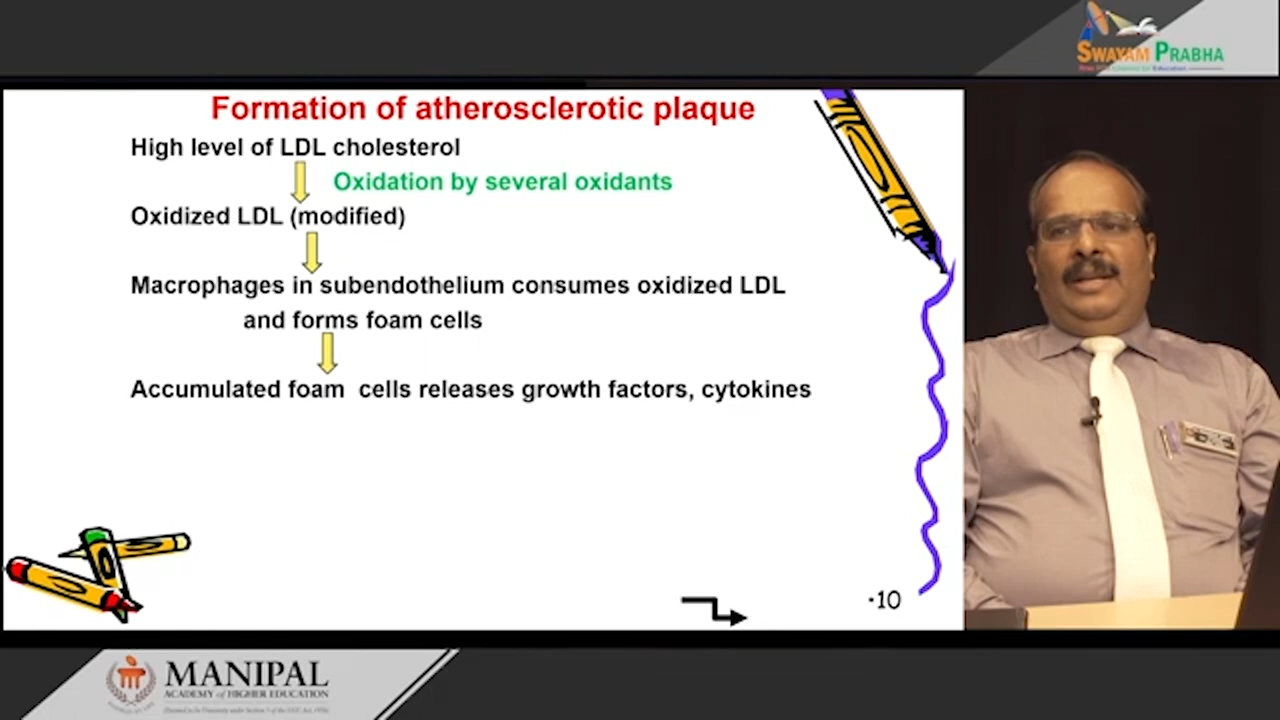 SWAYAM PRABHA
Formation of atherosclerotic plaque
High level of LDL cholesterol
Oxidation by several oxidants
Oxidized LDL (modified)
Macrophages in subendothelium consumes oxidized LDL
and forms foam cells
Accumulated foam cells releases growth factors, cytokines
·10
MANIPAL
ACADEMY of HIGHER EDUCATION